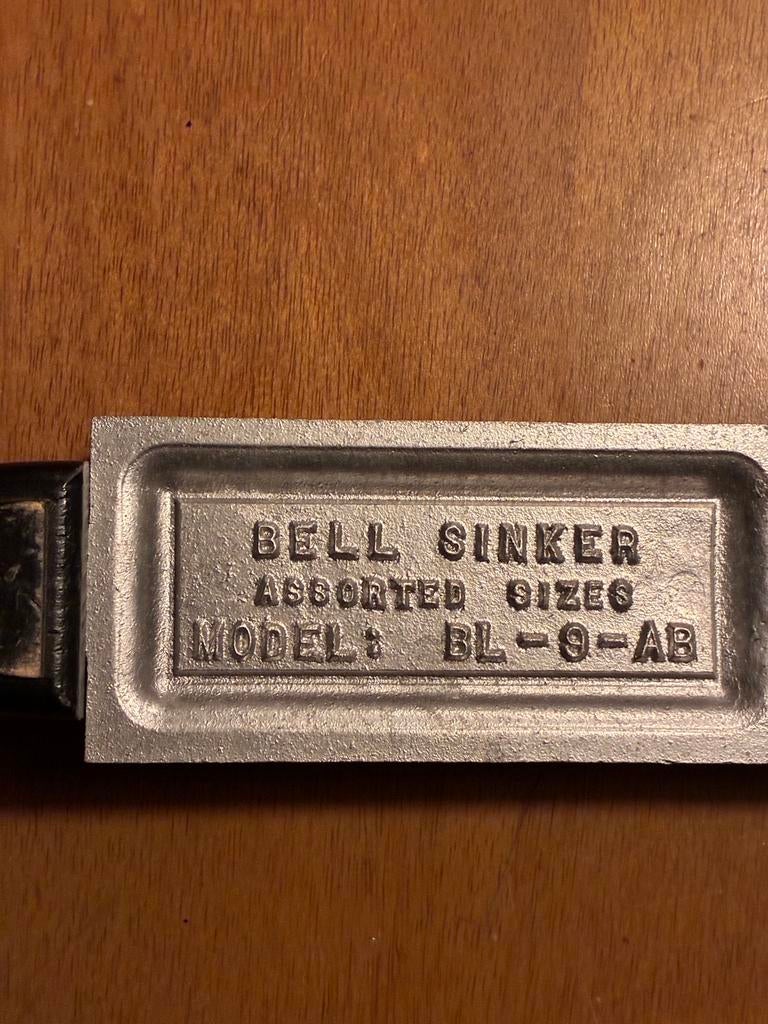 BELL SINKER
ASSORTED SIZES
MODEL: BL-9-AB